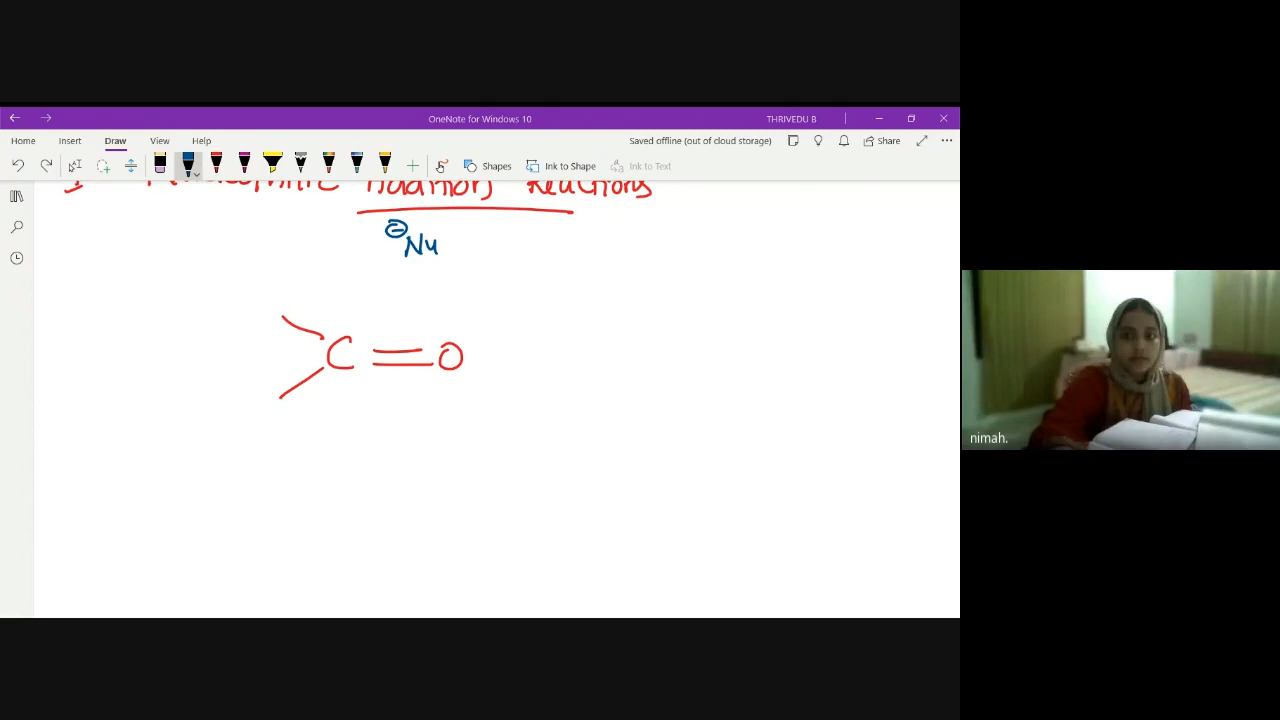 OneNote for Windows 10
THRIVEDU B
Home Insert Draw View Help
Saved offline (out of cloud storage)
Share
Shapes
Ink to Shape
Ink to Text
Addition Reactions
⊖Nu
C=O
nimah.